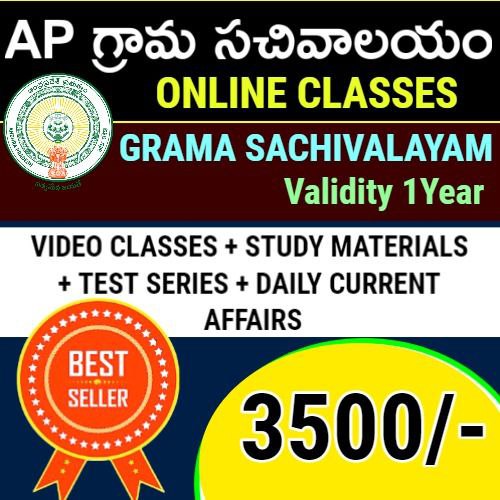 AP గ్రామ సచివాలయం
ONLINE CLASSES
GRAMA SACHIVALAYAM
Validity 1Year
VIDEO CLASSES + STUDY MATERIALS
+ TEST SERIES + DAILY CURRENT
AFFAIRS
BEST
SELLER
3500/-